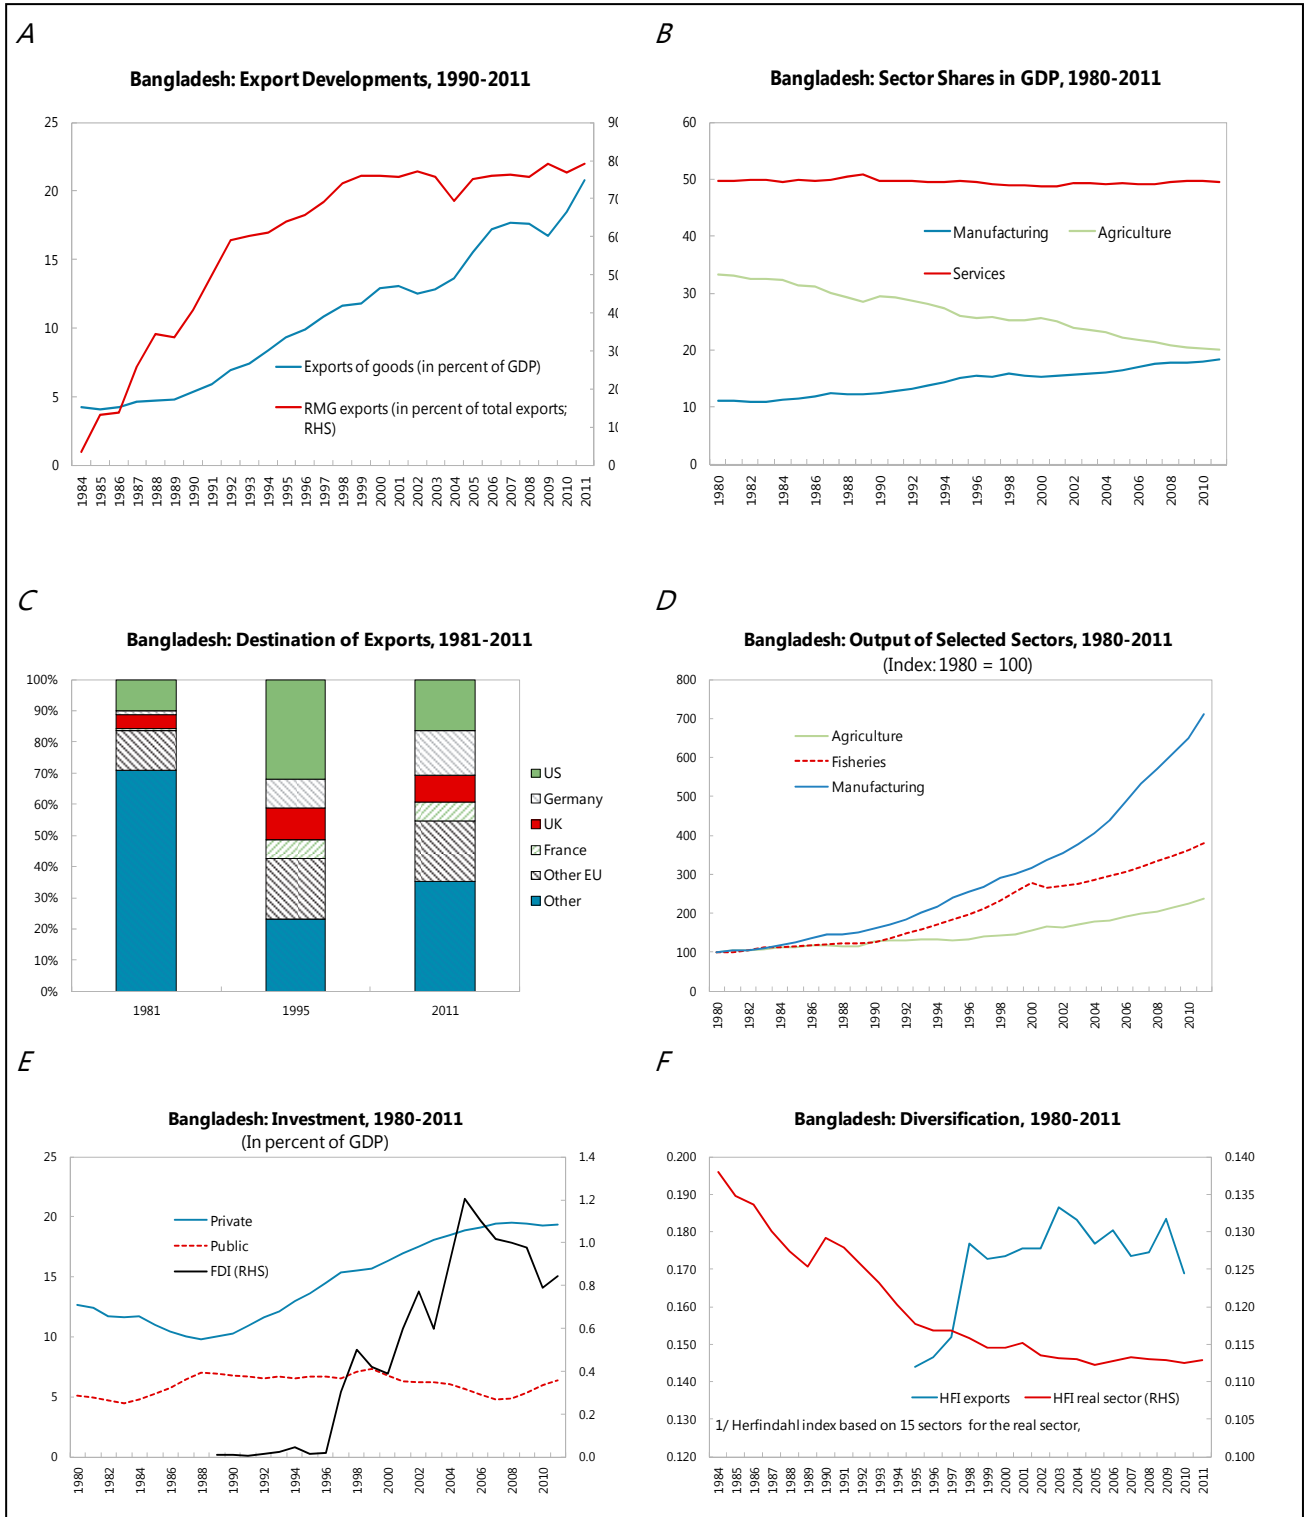 A
Bangladesh: Export Developments, 1990-2011
25
20
15
10
5
0
90
80
70
60
50
40
30
20
10
0
Exports of goods (in percent of GDP)
RMG exports (in percent of total exports;
RHS)
1984 1985 1986 1987 1988 1989 1990 1991 1992 1993 1994 1995 1996 1997 1998 1999 2000 2001 2002 2003 2004 2005 2006 2007 2008 2009 2010 2011
B
Bangladesh: Sector Shares in GDP, 1980-2011
60
50
40
30
20
10
0
Manufacturing Agriculture
Services
1980 1982 1984 1986 1988 1990 1992 1994 1996 1998 2000 2002 2004 2006 2008 2010
C
Bangladesh: Destination of Exports, 1981-2011
100%
90%
80%
70%
60%
50%
40%
30%
20%
10%
0%
US
Germany
UK
France
Other EU
Other
1981 1995 2011
D
Bangladesh: Output of Selected Sectors, 1980-2011
(Index: 1980 = 100)
800
700
600
500
400
300
200
100
0
Agriculture
Fisheries
Manufacturing
1980 1982 1984 1986 1988 1990 1992 1994 1996 1998 2000 2002 2004 2006 2008 2010
E
Bangladesh: Investment, 1980-2011
(In percent of GDP)
25
20
15
10
5
0
1.4
1.2
1.0
0.8
0.6
0.4
0.2
0.0
Private
Public
FDI (RHS)
1980 1982 1984 1986 1988 1990 1992 1994 1996 1998 2000 2002 2004 2006 2008 2010
F
Bangladesh: Diversification, 1980-2011
0.200
0.190
0.180
0.170
0.160
0.150
0.140
0.130
0.120
0.140
0.135
0.130
0.125
0.120
0.115
0.110
0.105
0.100
HFI exports HFI real sector (RHS)
1/ Herfindahl index based on 15 sectors for the real sector,
1984 1985 1986 1987 1988 1989 1990 1991 1992 1993 1994 1995 1996 1997 1998 1999 2000 2001 2002 2003 2004 2005 2006 2007 2008 2009 2010 2011